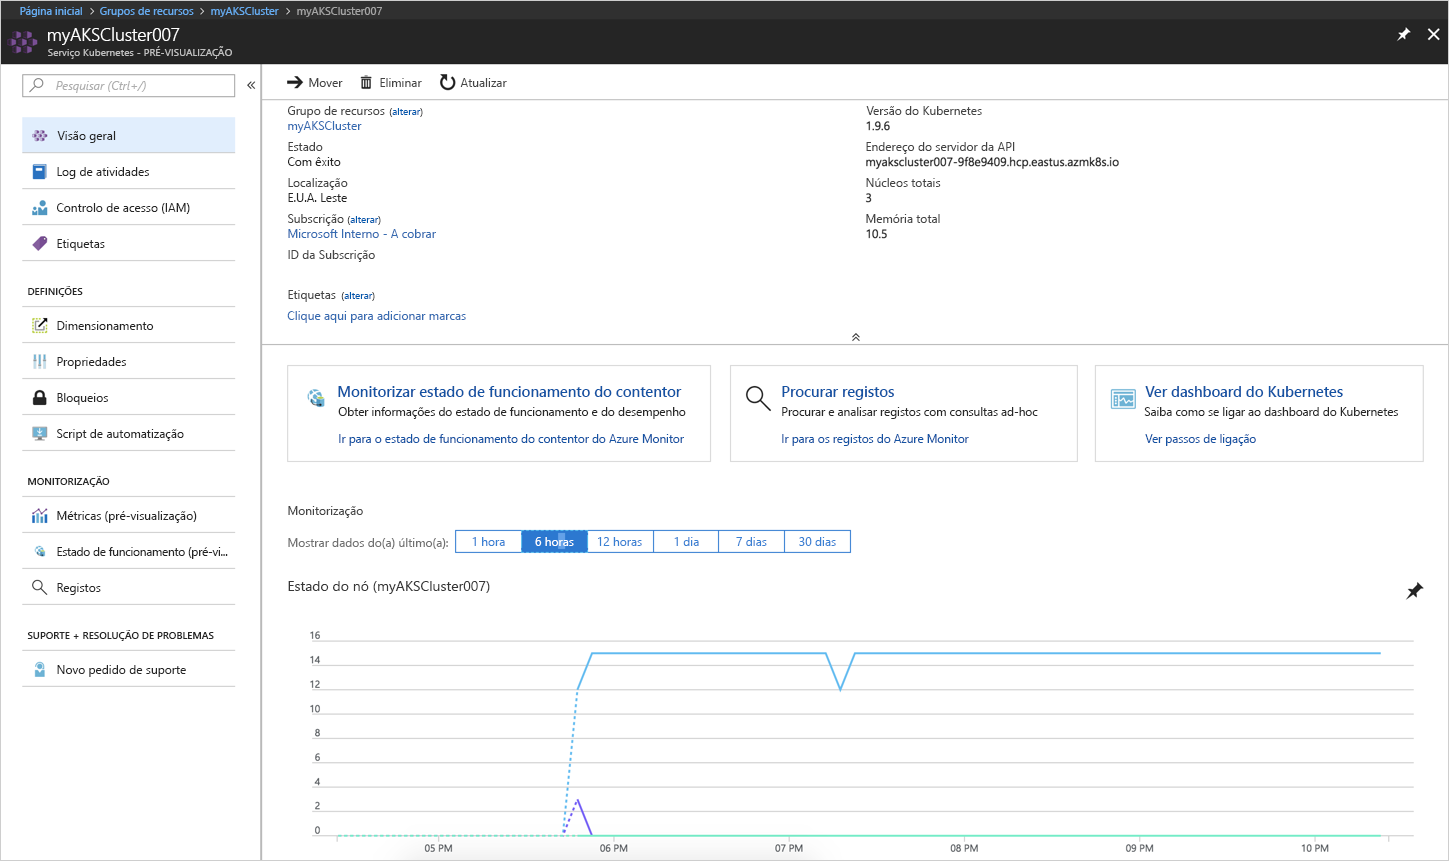 Página inicial > Grupos de recursos > myAKSCluster > myAKSCluster007
myAKSCluster007
Serviço Kubernetes - PRÉ-VISUALIZAÇÃO
Pesquisar (Ctrl+/)
«
Visão geral
Log de atividades
Controlo de acesso (IAM)
Etiquetas
DEFINIÇÕES
Dimensionamento
Propriedades
Bloqueios
Script de automatização
MONITORIZAÇÃO
Métricas (pré-visualização)
Estado de funcionamento (pré-vi...
Registos
SUPORTE + RESOLUÇÃO DE PROBLEMAS
Novo pedido de suporte
Mover Eliminar Atualizar
Grupo de recursos (alterar)
myAKSCluster
Estado
Com êxito
Localização
E.U.A. Leste
Subscrição (alterar)
Microsoft Interno - A cobrar
ID da Subscrição
Etiquetas (alterar)
Clique aqui para adicionar marcas
Versão do Kubernetes
1.9.6
Endereço do servidor da API
myakscluster007-9f8e9409.hcp.eastus.azmk8s.io
Núcleos totais
3
Memória total
10.5
Monitorizar estado de funcionamento do contentor
Obter informações do estado de funcionamento e do desempenho
Ir para o estado de funcionamento do contentor do Azure Monitor
Procurar registos
Procurar e analisar registos com consultas ad-hoc
Ir para os registos do Azure Monitor
Ver dashboard do Kubernetes
Saiba como se ligar ao dashboard do Kubernetes
Ver passos de ligação
Monitorização
Mostrar dados do(a) último(a): 1 hora 6 horas 12 horas 1 dia 7 dias 30 dias
Estado do nó (myAKSCluster007)
16
14
12
10
8
6
4
2
0
05 PM 06 PM 07 PM 08 PM 09 PM 10 PM